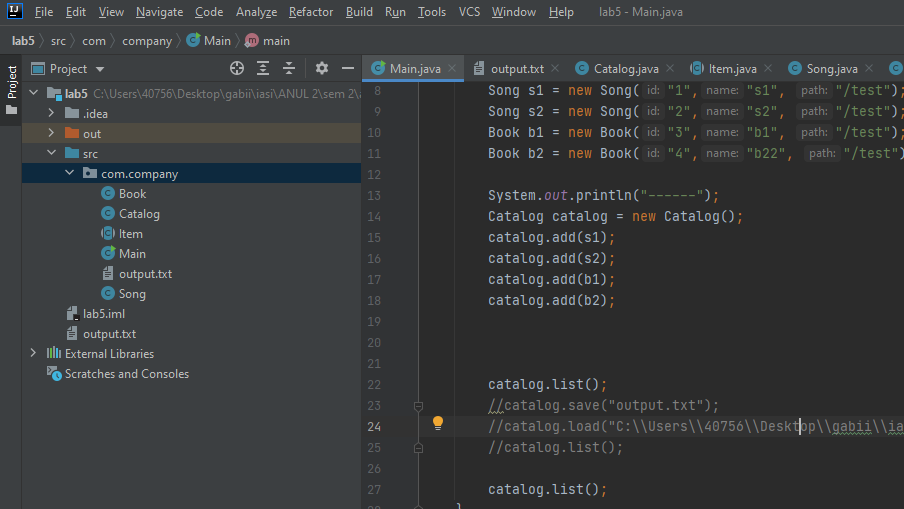 IJ File Edit View Navigate Code Analyze Refactor Build Run Tools VCS Window Help lab5 - Main.java
lab5 src com company Main main
Project
Project
Main.java output.txt Catalog.java Item.java Song.java
lab5 C:\Users\40756\Desktop\gabii\iasi\ANUL 2\sem 2\
.idea
out
src
com.company
Book
Catalog
Item
Main
output.txt
Song
lab5.iml
output.txt
External Libraries
Scratches and Consoles
8 Song s1 = new Song( id: "1", name: "s1", path: "/test");
9 Song s2 = new Song( id: "2", name: "s2", path: "/test");
10 Book b1 = new Book( id: "3", name: "b1", path: "/test");
11 Book b2 = new Book( id: "4", name: "b22", path: "/test")
12
13 System.out.println("------");
14 Catalog catalog = new Catalog();
15 catalog.add(s1);
16 catalog.add(s2);
17 catalog.add(b1);
18 catalog.add(b2);
19
20
21
22 catalog.list();
23 //catalog.save("output.txt");
24 //catalog.load("C:\\Users\\40756\\Desktop\\gabii\\ia
25 //catalog.list();
26
27 catalog.list();
28 }